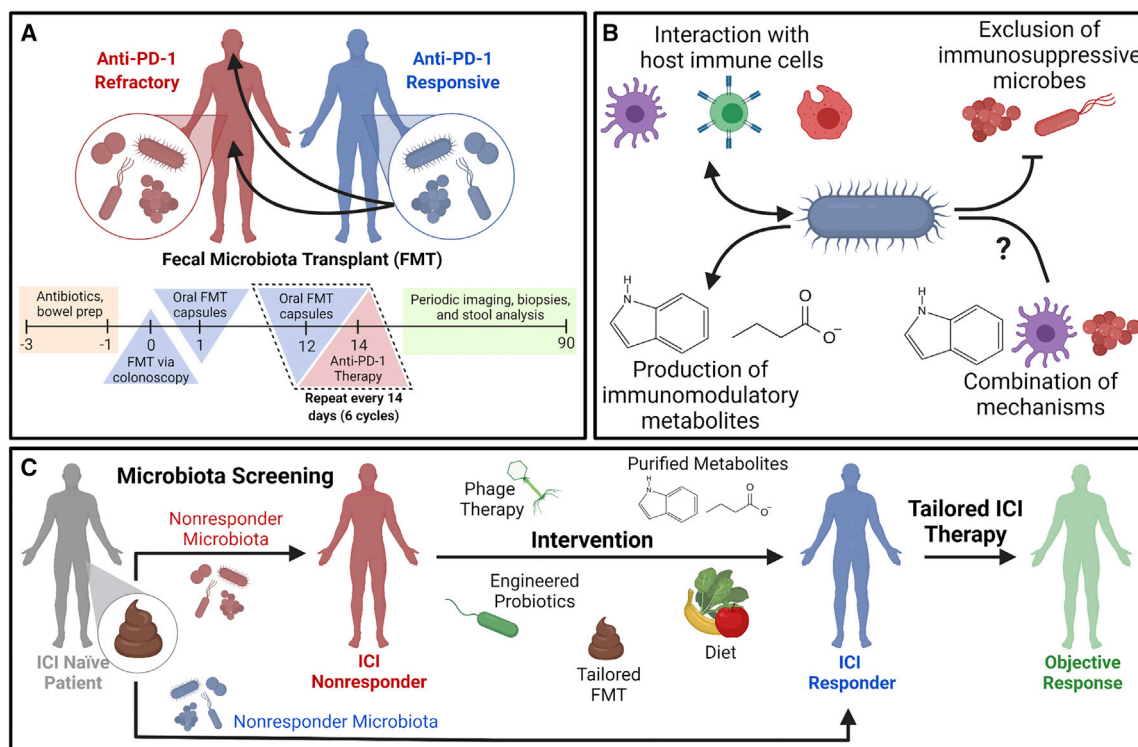 A
Anti-PD-1
Refractory
Anti-PD-1
Responsive
Fecal Microbiota Transplant (FMT)
Antibiotics,
bowel prep
Oral FMT
capsules
Oral FMT
capsules
Periodic imaging, biopsies,
and stool analysis
-3
-1
0
1
12
14
90
FMT via
colonoscopy
Anti-PD-1
Therapy
Repeat every 14
days (6 cycles)
B
Interaction with
host immune cells
Exclusion of
immunosuppressive
microbes
?
H
N
O
O-
Production of
immunomodulatory
metabolites
H
N
Combination of
mechanisms
C
Microbiota Screening
Nonresponder
Microbiota
ICI Naïve
Patient
Nonresponder Microbiota
ICI
Nonresponder
Phage
Therapy
Purified Metabolites
H
N
O
O-
Intervention
Engineered
Probiotics
Tailored
FMT
Diet
ICI
Responder
Tailored ICI
Therapy
Objective
Response